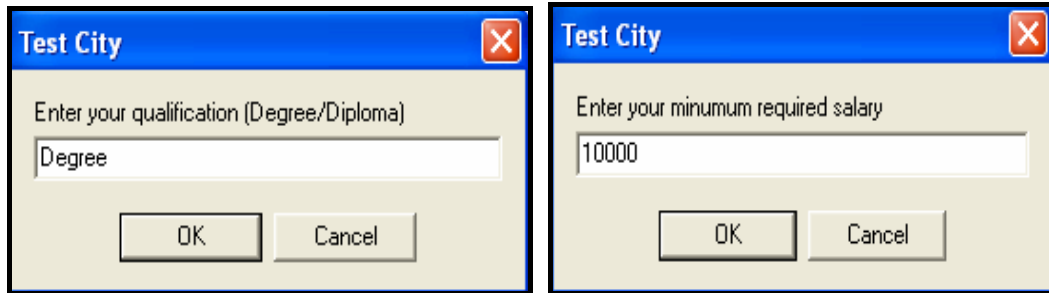 Test City
Enter your qualification (Degree/Diploma)
Degree
OK Cancel
Test City
Enter your minumum required salary
10000
OK Cancel